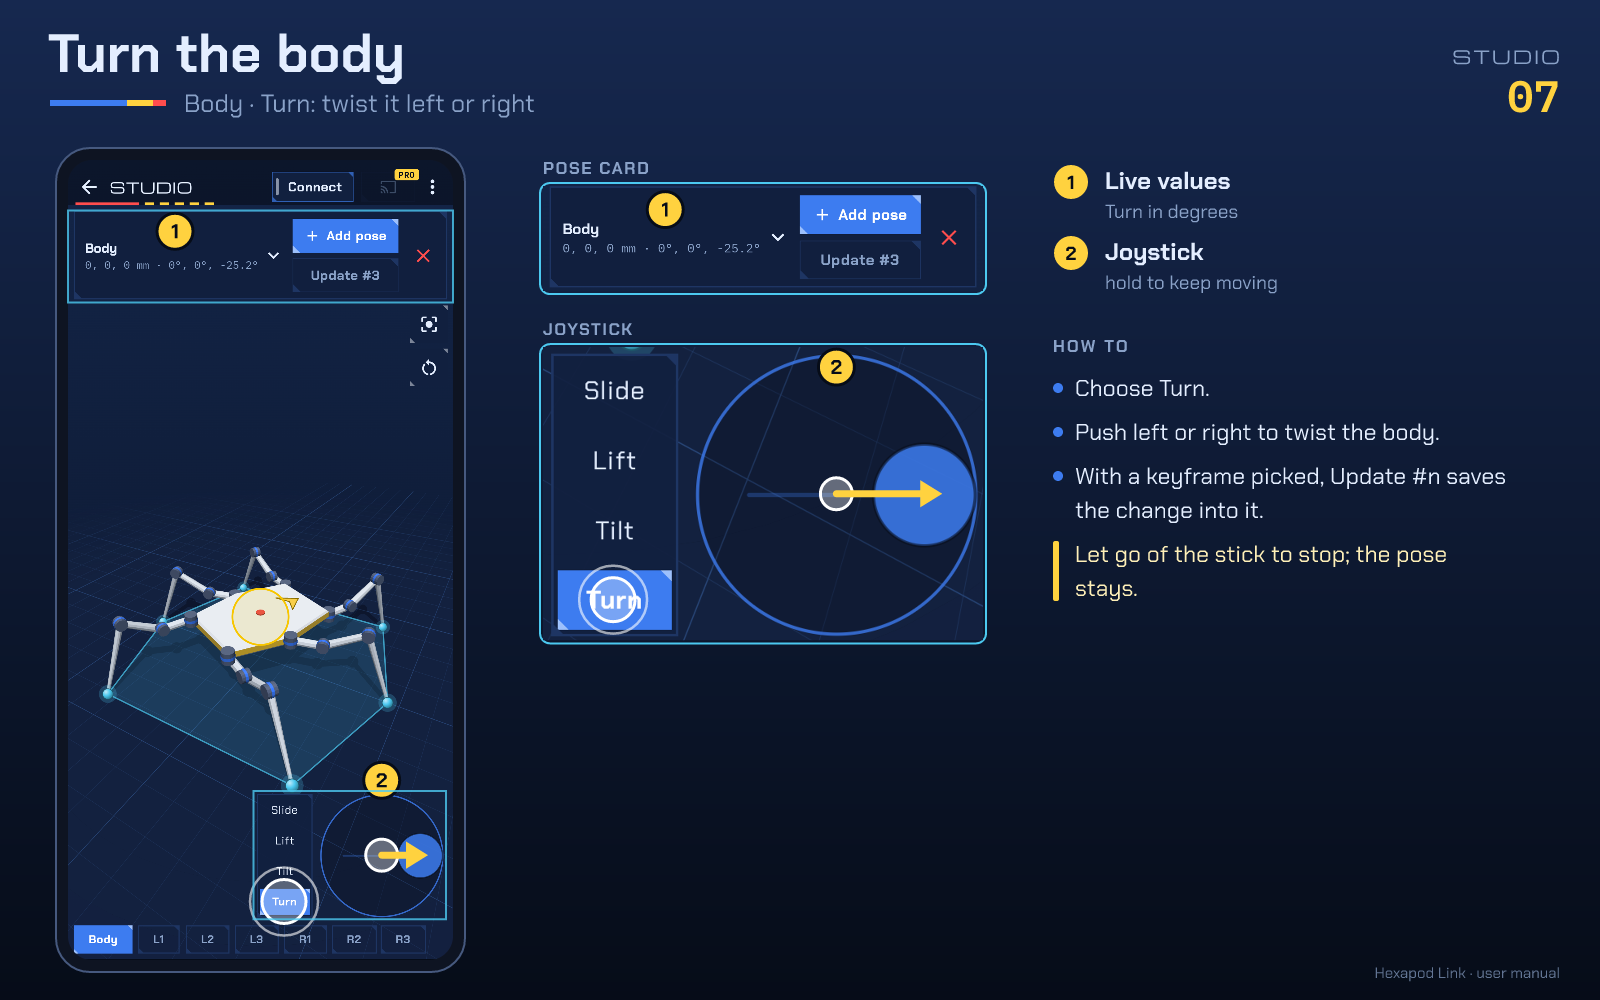 Turn the body
Body · Turn: twist it left or right
STUDIO
07
STUDIO
Connect
PRO
1
Body
0, 0, 0 mm · 0°, 0°, -25.2°
+ Add pose
Update #3
2
Slide
Lift
Tilt
Turn
Body
L1
L2
L3
R1
R2
R3
POSE CARD
1
Body
0, 0, 0 mm · 0°, 0°, -25.2°
+ Add pose
Update #3
JOYSTICK
2
Slide
Lift
Tilt
Turn
1
Live values
Turn in degrees
2
Joystick
hold to keep moving
HOW TO
Choose Turn.
Push left or right to twist the body.
With a keyframe picked, Update #n saves
the change into it.
Let go of the stick to stop; the pose
stays.
Hexapod Link · user manual